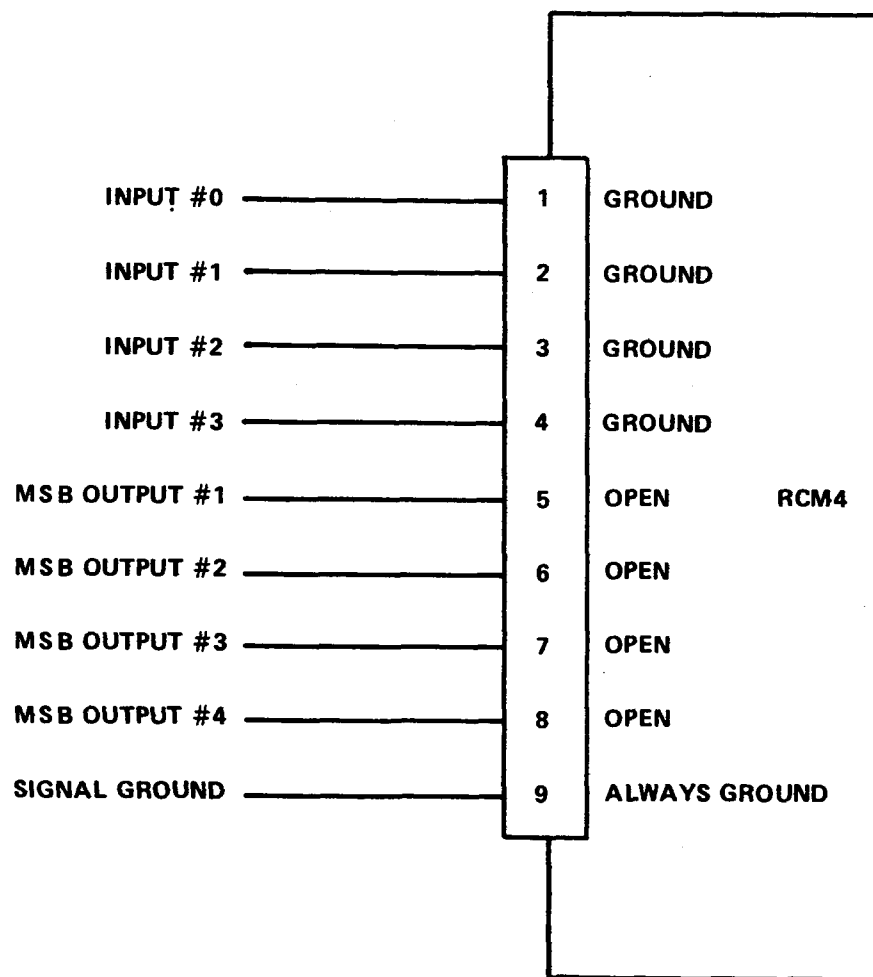 INPUT #0 1 GROUND
INPUT #1 2 GROUND
INPUT #2 3 GROUND
INPUT #3 4 GROUND
MSB OUTPUT #1 5 OPEN RCM4
MSB OUTPUT #2 6 OPEN
MSB OUTPUT #3 7 OPEN
MSB OUTPUT #4 8 OPEN
SIGNAL GROUND 9 ALWAYS GROUND